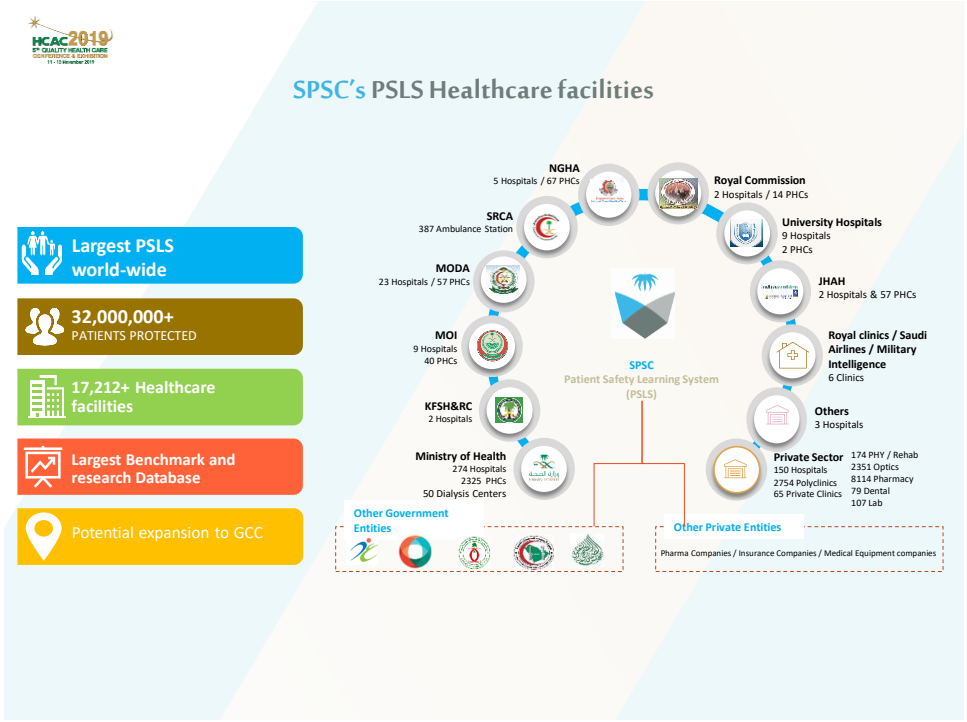 HCAC2019
5TH QUALITY HEALTH CARE
CONFERENCE & EXHIBITION
11 - 13 November 2019
SPSC's PSLS Healthcare facilities
Largest PSLS
world-wide
32,000,000+
PATIENTS PROTECTED
17,212+ Healthcare
facilities
Largest Benchmark and
research Database
Potential expansion to GCC
NGHA
5 Hospitals / 67 PHCs
SRCA
387 Ambulance Station
MODA
23 Hospitals / 57 PHCs
MOI
9 Hospitals
40 PHCs
KFSH&RC
2 Hospitals
Ministry of Health
274 Hospitals
2325 PHCs
50 Dialysis Centers
وزارة الصحة
Royal Commission
2 Hospitals / 14 PHCs
University Hospitals
9 Hospitals
2 PHCs
JHAH
2 Hospitals & 57 PHCs
Royal clinics / Saudi
Airlines / Military
Intelligence
6 Clinics
Others
3 Hospitals
Private Sector
150 Hospitals
2754 Polyclinics
65 Private Clinics
174 PHY / Rehab
2351 Optics
8114 Pharmacy
79 Dental
107 Lab
SPSC
Patient Safety Learning System
(PSLS)
Other Government
Entities
Other Private Entities
Pharma Companies / Insurance Companies / Medical Equipment companies